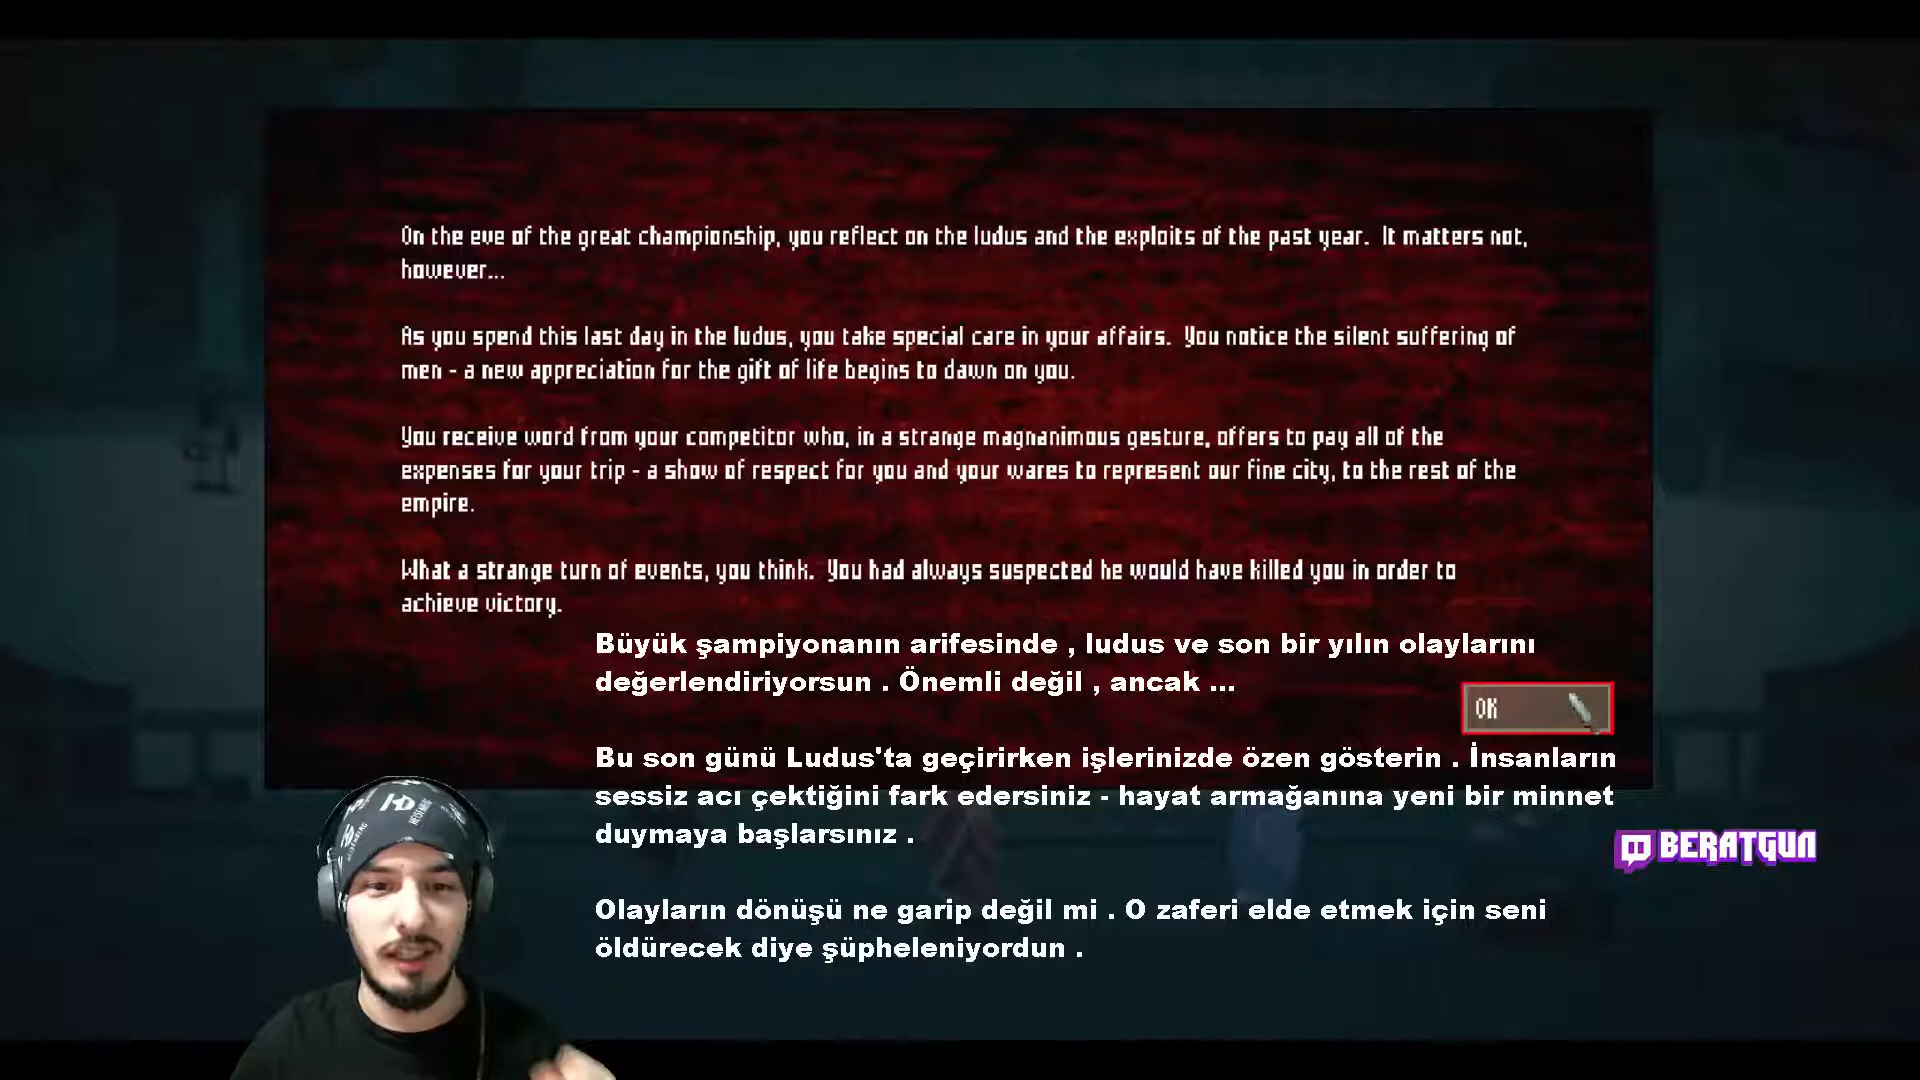 On the eve of the great championship, you reflect on the ludus and the exploits of the past year.  It matters not,
however...
As you spend this last day in the ludus, you take special care in your affairs.  You notice the silent suffering of
men - a new appreciation for the gift of life begins to dawn on you.
You receive word from your competitor who, in a strange magnanimous gesture, offers to pay all of the
expenses for your trip - a show of respect for you and your wares to represent our fine city, to the rest of the
empire.
What a strange turn of events, you think.  You had always suspected he would have killed you in order to
achieve victory.
Büyük şampiyonanın arifesinde , ludus ve son bir yılın olaylarını
değerlendiriyorsun . Önemli değil , ancak ...
OK
Bu son günü Ludus'ta geçirirken işlerinizde özen gösterin . İnsanların
sessiz acı çektiğini fark edersiniz - hayat armağanına yeni bir minnet
duymaya başlarsınız .
BERATGUN
Olayların dönüşü ne garip değil mi . O zaferi elde etmek için seni
öldürecek diye şüpheleniyordun .